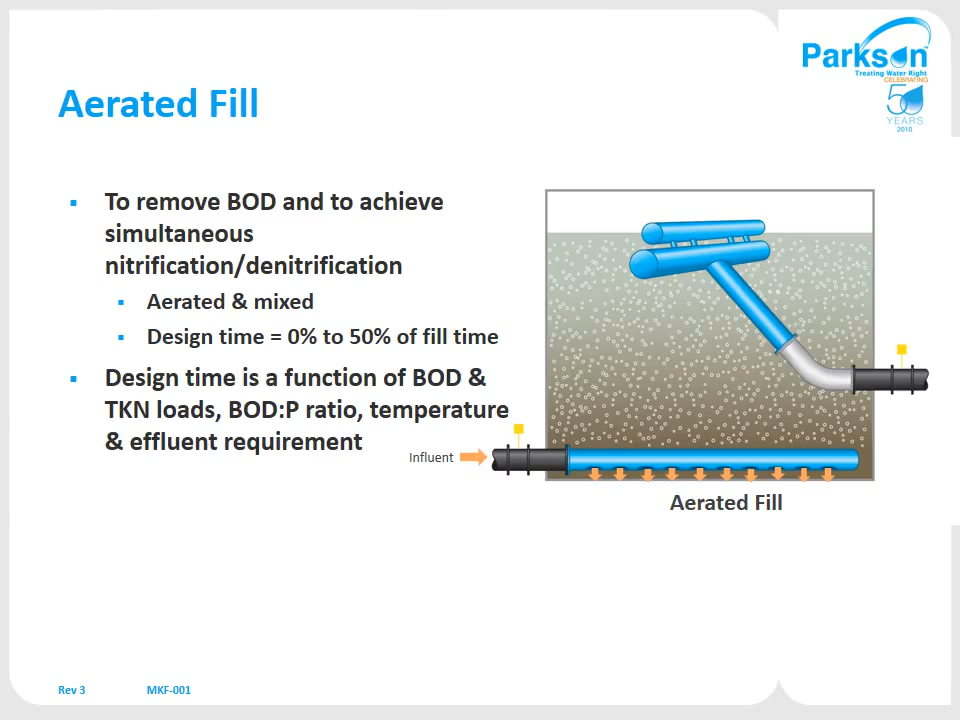 Parkson
Treating Water Right
CELEBRATING
50
YEARS
2010
Aerated Fill
To remove BOD and to achieve
simultaneous
nitrification/denitrification
Aerated & mixed
Design time = 0% to 50% of fill time
Design time is a function of BOD &
TKN loads, BOD:P ratio, temperature
& effluent requirement
Influent
Aerated Fill
Rev 3 MKF-001